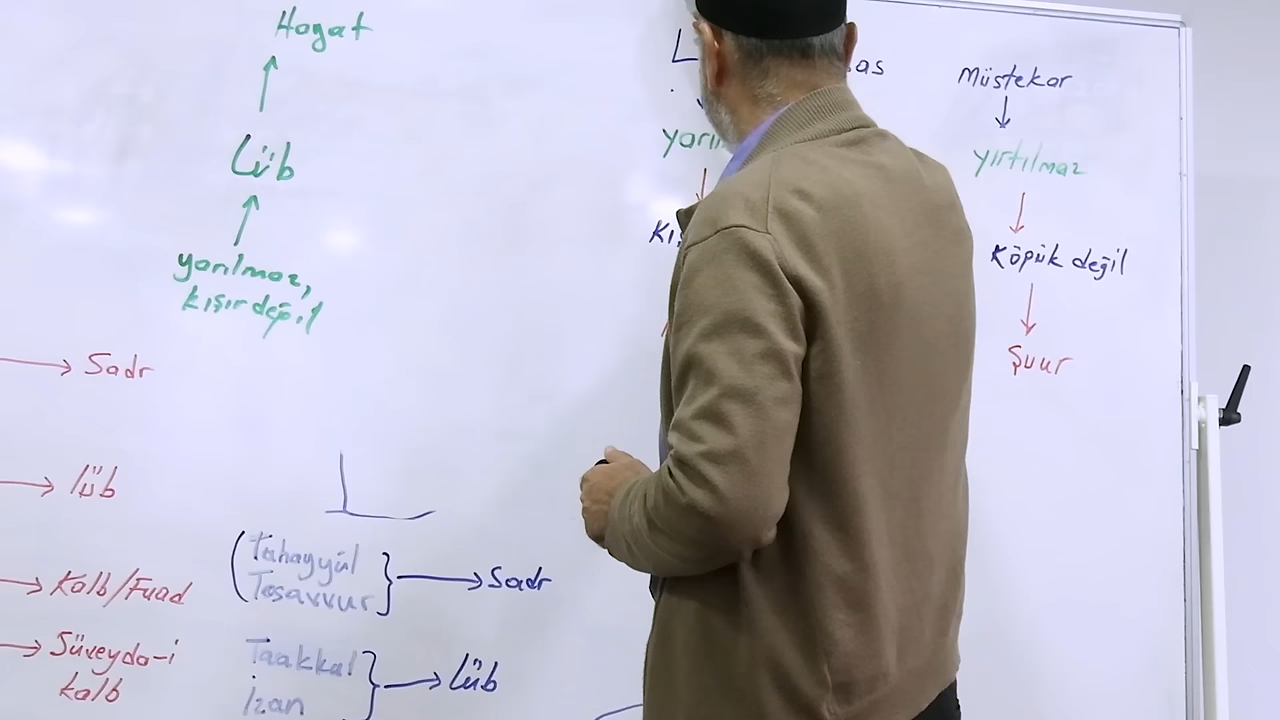 Hayat
Lüb
yarılmaz,
kışır değil
Sadr
lüb
Kalb/Fuad
Süveyda-i
kalb
Tahayyül
Tasavvur
Sadr
Taakkul
İzan
Lüb
Müstekar
yırtılmaz
Köpük değil
Şuur